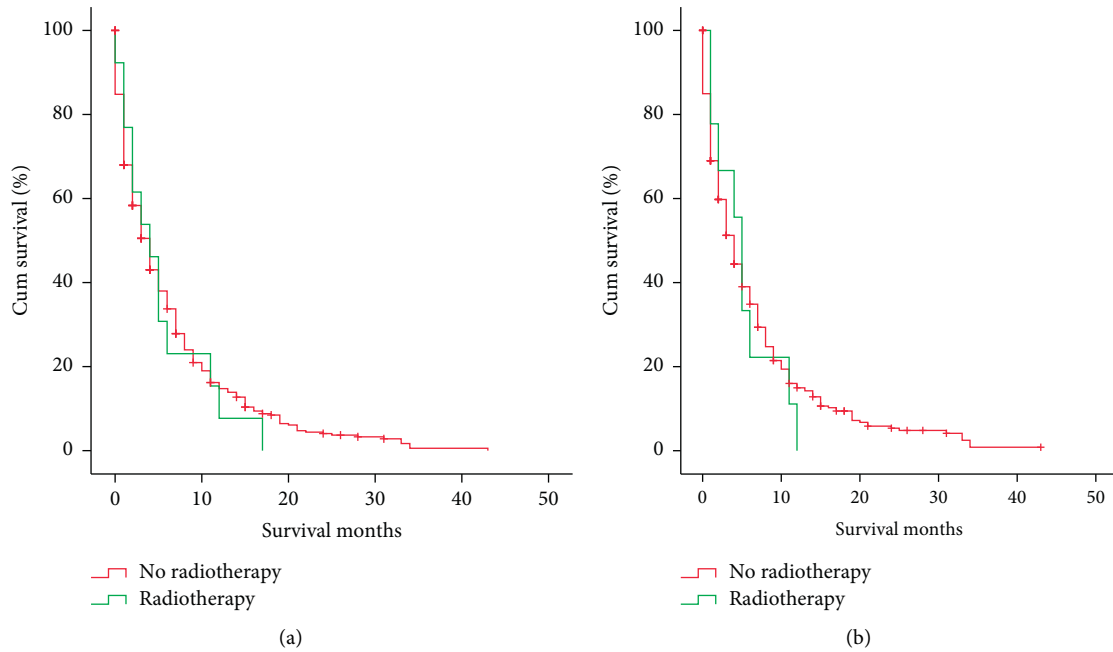 100
80
60
40
20
0
Cum survival (%)
0 10 20 30 40 50
Survival months
No radiotherapy
Radiotherapy
(a)
100
80
60
40
20
0
Cum survival (%)
0 10 20 30 40 50
Survival months
No radiotherapy
Radiotherapy
(b)